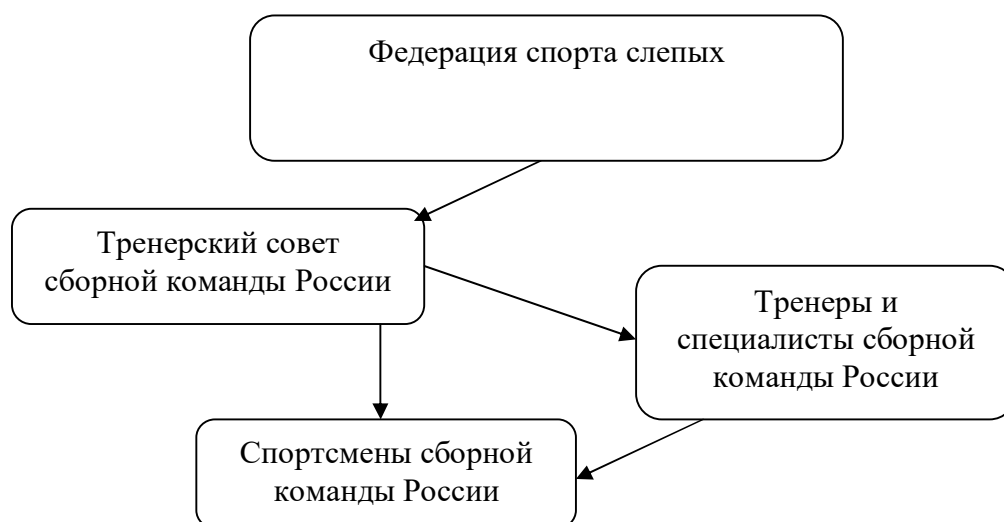 Федерация спорта слепых
Тренерский совет
сборной команды России
Тренеры и
специалисты сборной
команды России
Спортсмены сборной
команды России